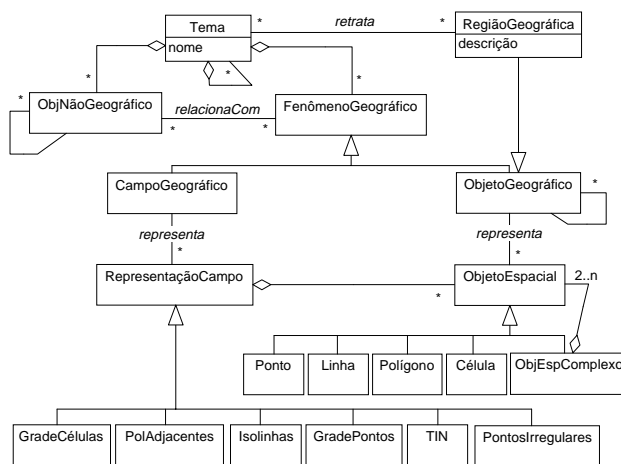 Tema
nome
*
retrata
*
RegiãoGeográfica
descrição
*
*
*
*
ObjNãoGeográfico
*
relacionaCom
*
FenômenoGeográfico
CampoGeográfico
ObjetoGeográfico
*
representa
*
representa
*
RepresentaçãoCampo
*
ObjetoEspacial
2..n
Ponto
Linha
Polígono
Célula
ObjEspComplexo
GradeCélulas
PolAdjacentes
Isolinhas
GradePontos
TIN
PontosIrregulares